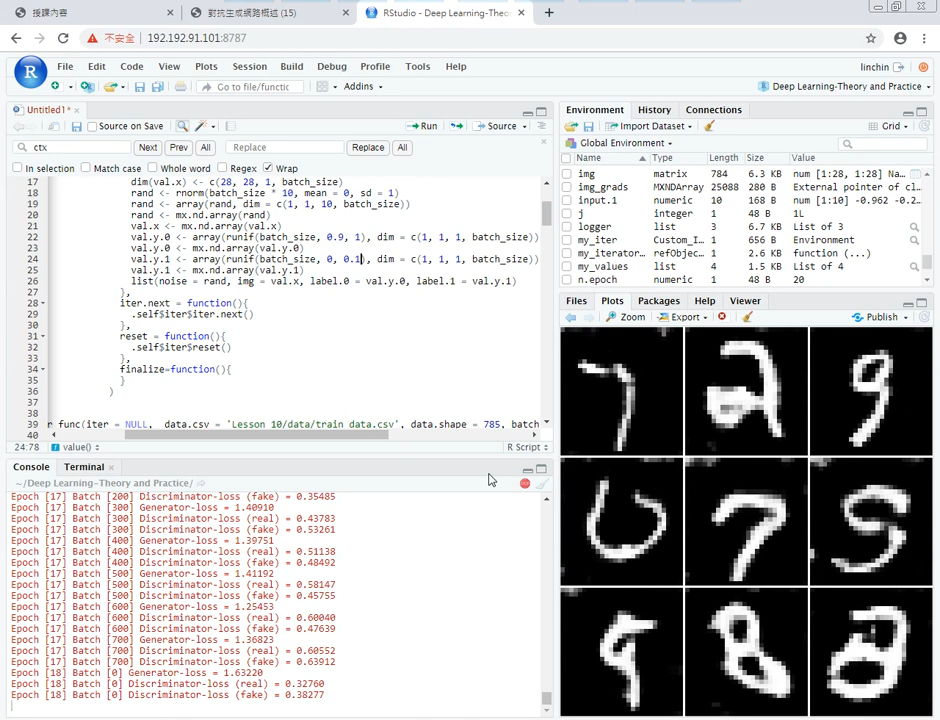 授課內容
對抗生成網路概述 (15)
RStudio - Deep Learning-Theo
不安全 | 192.192.91.101:8787
File Edit Code View Plots Session Build Debug Profile Tools Help
linchin
Go to file/functic
Addins
Deep Learning-Theory and Practice
Untitled1*
Source on Save
Run
Source
ctx
Next Prev All
Replace
Replace All
In selection Match case Whole word Regex Wrap
17 dim(val.x) <- c(28, 28, 1, batch_size)
18 rand <- rnorm(batch_size * 10, mean = 0, sd = 1)
19 rand <- array(rand, dim = c(1, 1, 10, batch_size))
20 rand <- mx.nd.array(rand)
21 val.x <- mx.nd.array(val.x)
22 val.y.0 <- array(runif(batch_size, 0.9, 1), dim = c(1, 1, 1, batch_size))
23 val.y.0 <- mx.nd.array(val.y.0)
24 val.y.1 <- array(runif(batch_size, 0, 0.1), dim = c(1, 1, 1, batch_size))
25 val.y.1 <- mx.nd.array(val.y.1)
26 list(noise = rand, img = val.x, label.0 = val.y.0, label.1 = val.y.1)
27 },
28 iter.next = function(){
29 .self$iter$iter.next()
30 },
31 reset = function(){
32 .self$iter$reset()
33 },
34 finalize=function(){
35 }
36 )
37
38
39 r_func(iter = NULL, data.csv = 'Lesson 10/data/train_data.csv', data.shape = 785, batch
40
24:78 value() R Script
Console Terminal
~/Deep Learning-Theory and Practice/
Epoch [17] Batch [200] Discriminator-loss (fake) = 0.35485
Epoch [17] Batch [300] Generator-loss = 1.40910
Epoch [17] Batch [300] Discriminator-loss (real) = 0.43783
Epoch [17] Batch [300] Discriminator-loss (fake) = 0.53261
Epoch [17] Batch [400] Generator-loss = 1.39751
Epoch [17] Batch [400] Discriminator-loss (real) = 0.51138
Epoch [17] Batch [400] Discriminator-loss (fake) = 0.48492
Epoch [17] Batch [500] Generator-loss = 1.41192
Epoch [17] Batch [500] Discriminator-loss (real) = 0.58147
Epoch [17] Batch [500] Discriminator-loss (fake) = 0.45755
Epoch [17] Batch [600] Generator-loss = 1.25453
Epoch [17] Batch [600] Discriminator-loss (real) = 0.60040
Epoch [17] Batch [600] Discriminator-loss (fake) = 0.47639
Epoch [17] Batch [700] Generator-loss = 1.36823
Epoch [17] Batch [700] Discriminator-loss (real) = 0.60552
Epoch [17] Batch [700] Discriminator-loss (fake) = 0.63912
Epoch [18] Batch [0] Generator-loss = 1.63220
Epoch [18] Batch [0] Discriminator-loss (real) = 0.32760
Epoch [18] Batch [0] Discriminator-loss (fake) = 0.38277
Environment History Connections
Import Dataset
Grid
Global Environment
Name Type Length Size Value
img matrix 784 6.3 KB num [1:28, 1:28] Na…
img_grads MXNDArray 25088 280 B External pointer of cl…
input.1 numeric 10 168 B num [1:10] -0.962 -0.2…
j integer 1 48 B 1L
logger list 3 6.7 KB List of 3
my_iter Custom_I… 1 656 B Environment
my_iterator… refObjec… 1 2.6 KB function (...)
my_values list 4 1.5 KB List of 4
n.epoch numeric 1 48 B 20
Files Plots Packages Help Viewer
Zoom Export Publish